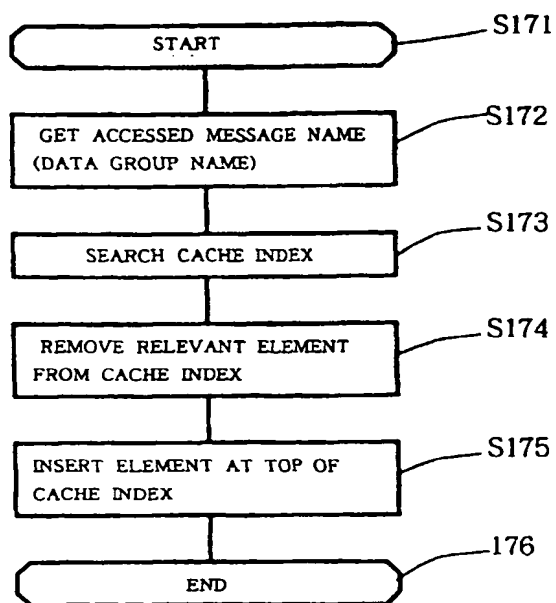 START
S171
GET ACCESSED MESSAGE NAME
(DATA GROUP NAME)
S172
SEARCH CACHE INDEX
S173
REMOVE RELEVANT ELEMENT
FROM CACHE INDEX
S174
INSERT ELEMENT AT TOP OF
CACHE INDEX
S175
END
176